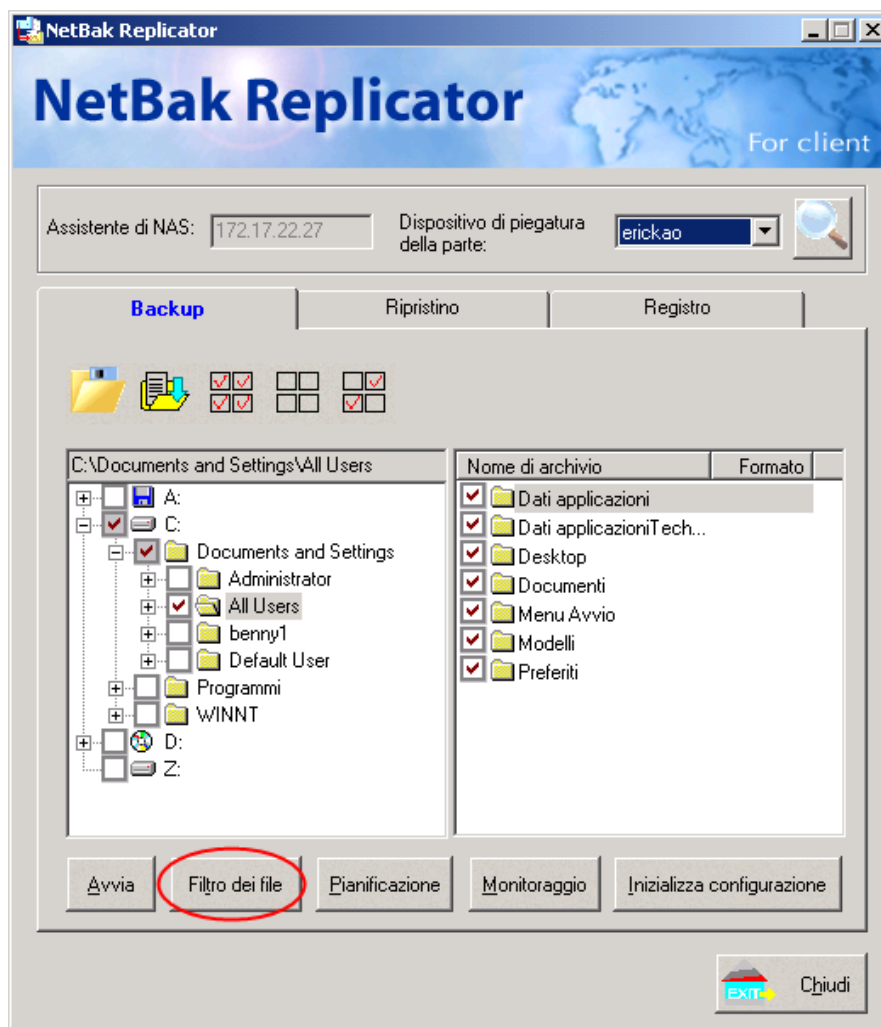 NetBak Replicator
NetBak Replicator
For client
Assistente di NAS: 172.17.22.27 Dispositivo di piegatura della parte: erickao
Backup Ripristino Registro
C:\Documents and Settings\All Users
A:
C:
Documents and Settings
Administrator
All Users
benny1
Default User
Programmi
WINNT
D:
Z:
Nome di archivio Formato
Dati applicazioni
Dati applicazioniTech...
Desktop
Documenti
Menu Avvio
Modelli
Preferiti
Avvia Filtro dei file Pianificazione Monitoraggio Inizializza configurazione
EXIT Chiudi